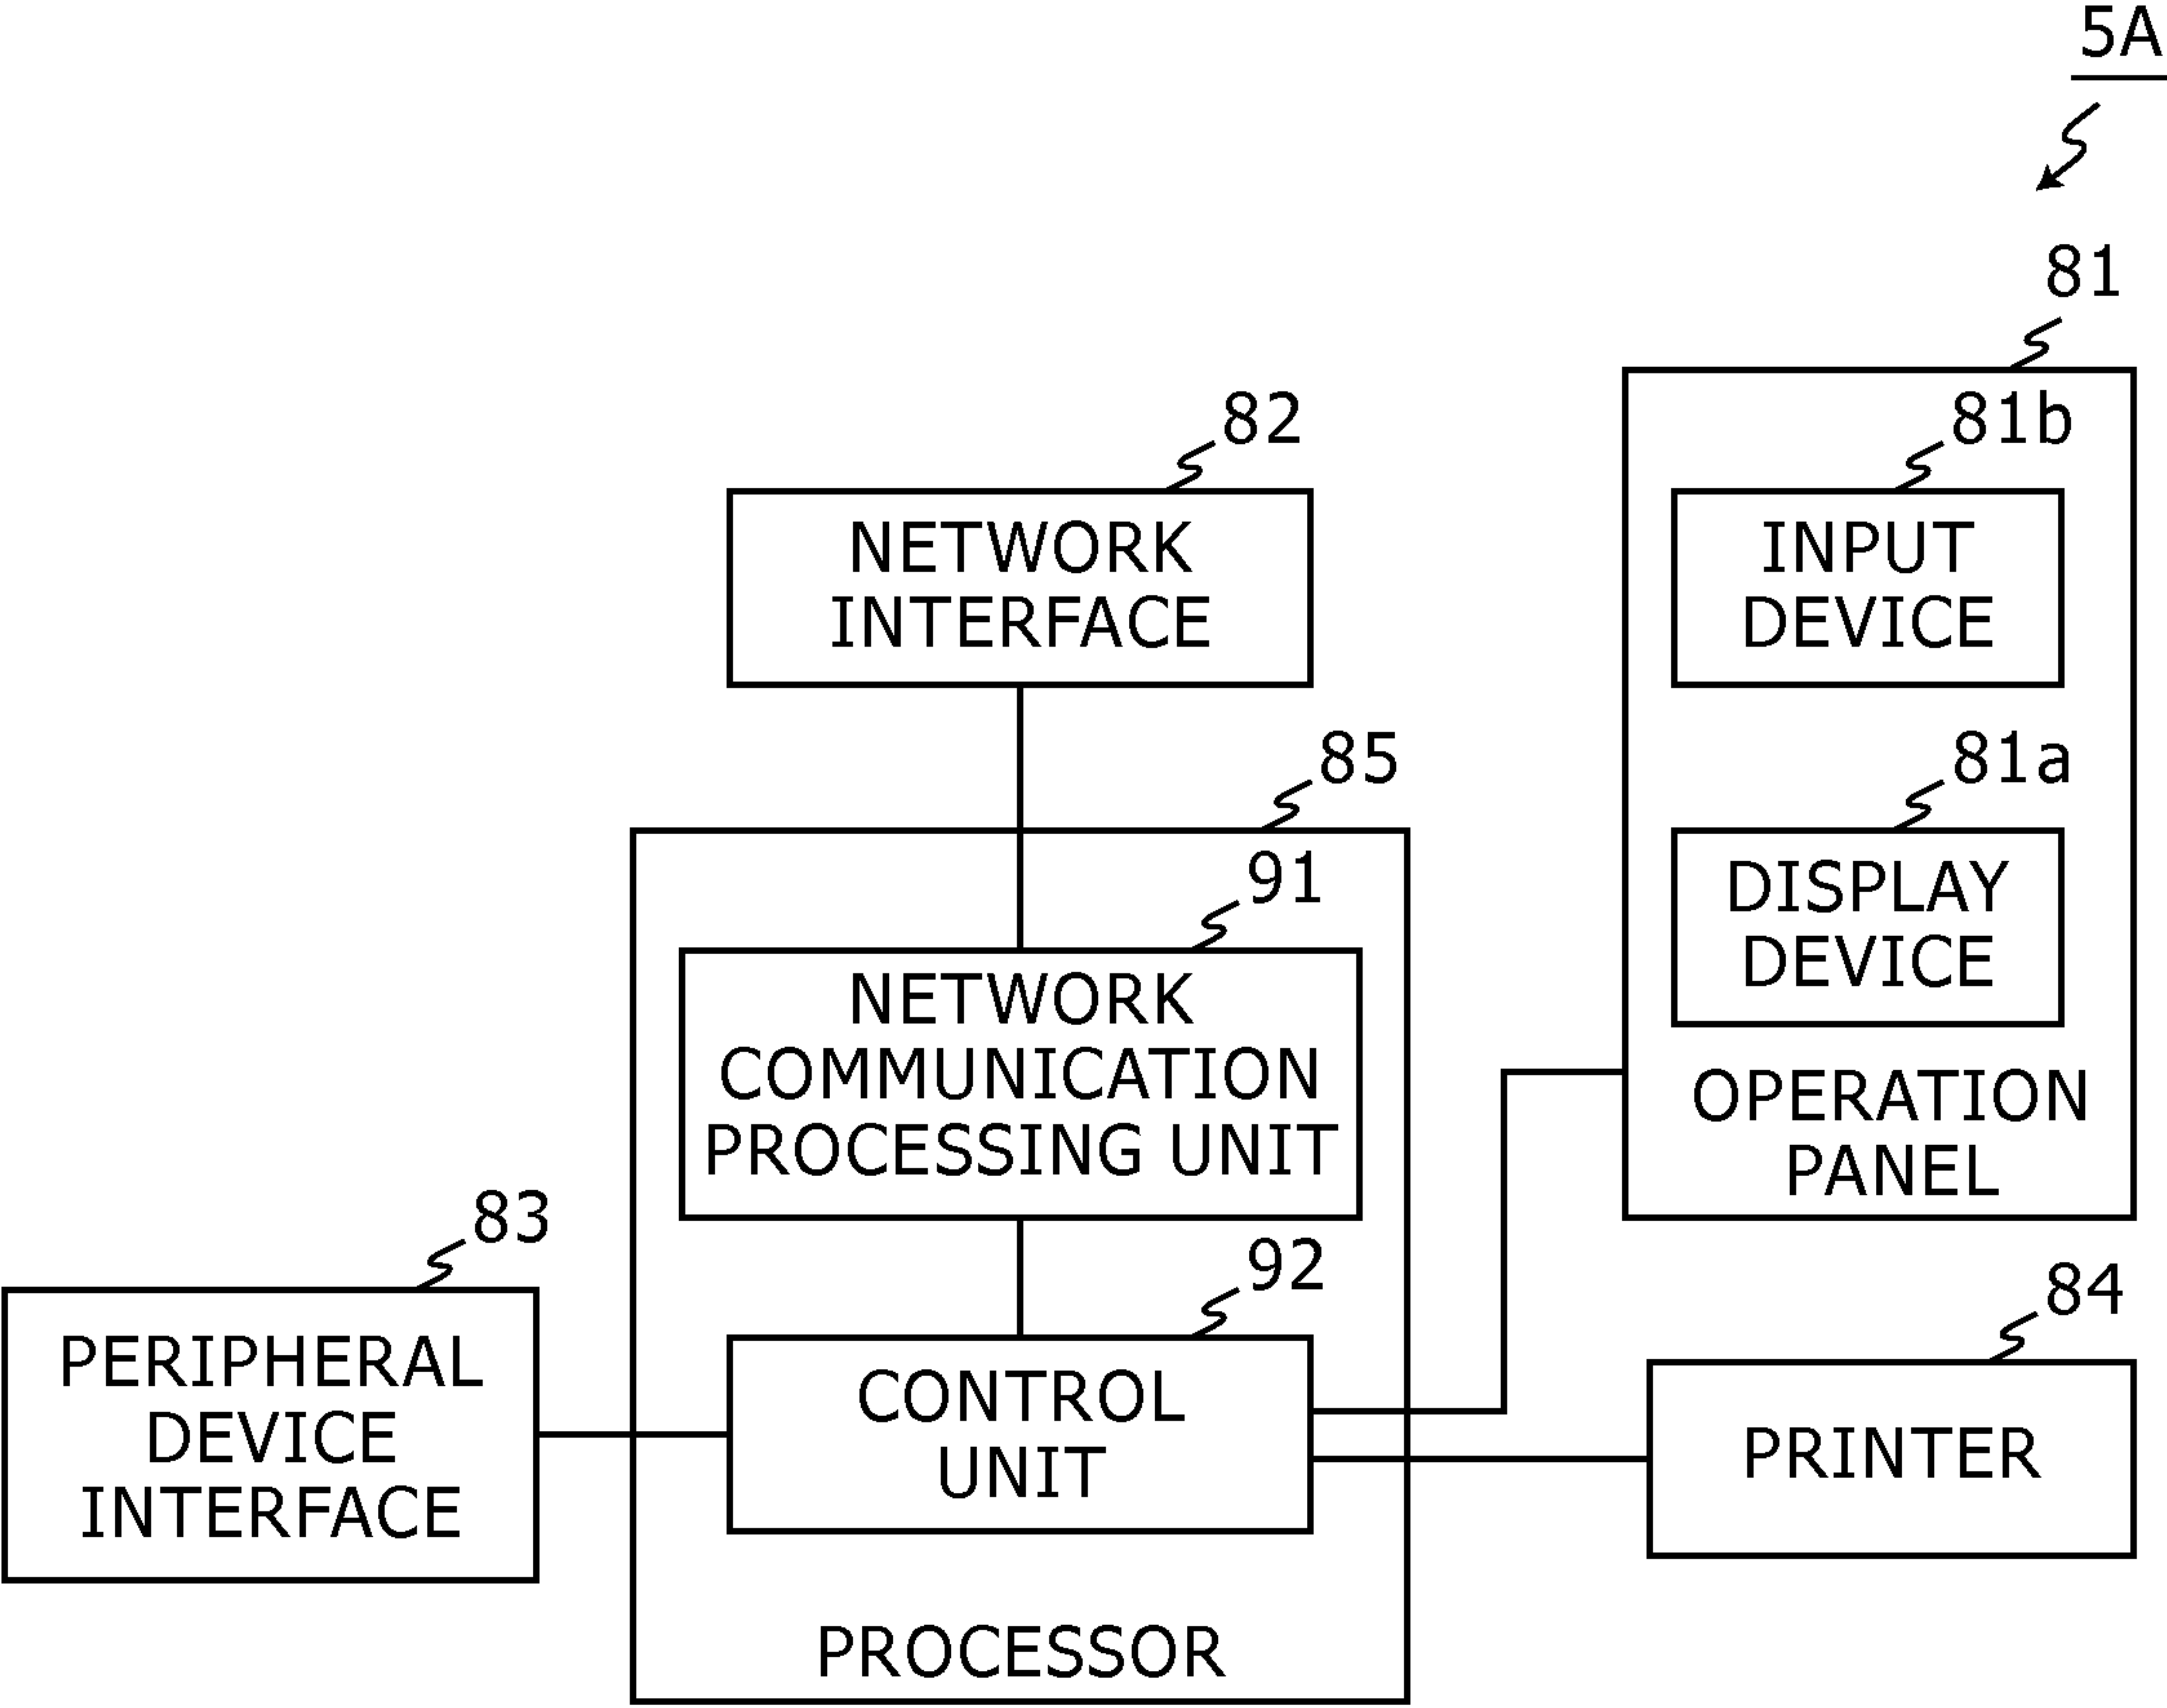 5A
81
82
81b
NETWORK
INTERFACE
INPUT
DEVICE
85
81a
91
DISPLAY
DEVICE
NETWORK
COMMUNICATION
PROCESSING UNIT
OPERATION
PANEL
83
92
84
PERIPHERAL
DEVICE
INTERFACE
CONTROL
UNIT
PRINTER
PROCESSOR